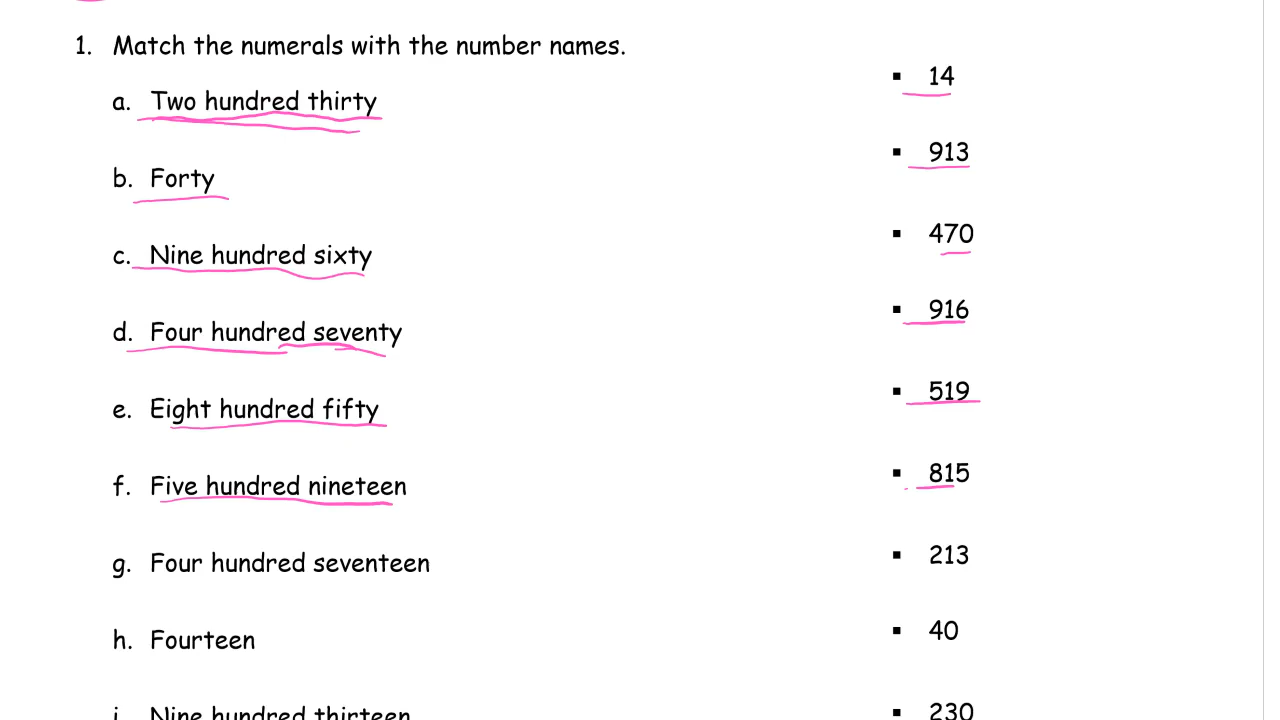 1. Match the numerals with the number names.
▪ 14
a. Two hundred thirty
▪ 913
b. Forty
▪ 470
c. Nine hundred sixty
▪ 916
d. Four hundred seventy
▪ 519
e. Eight hundred fifty
▪ 815
f. Five hundred nineteen
▪ 213
g. Four hundred seventeen
▪ 40
h. Fourteen
▪ 230
i. Nine hundred thirteen